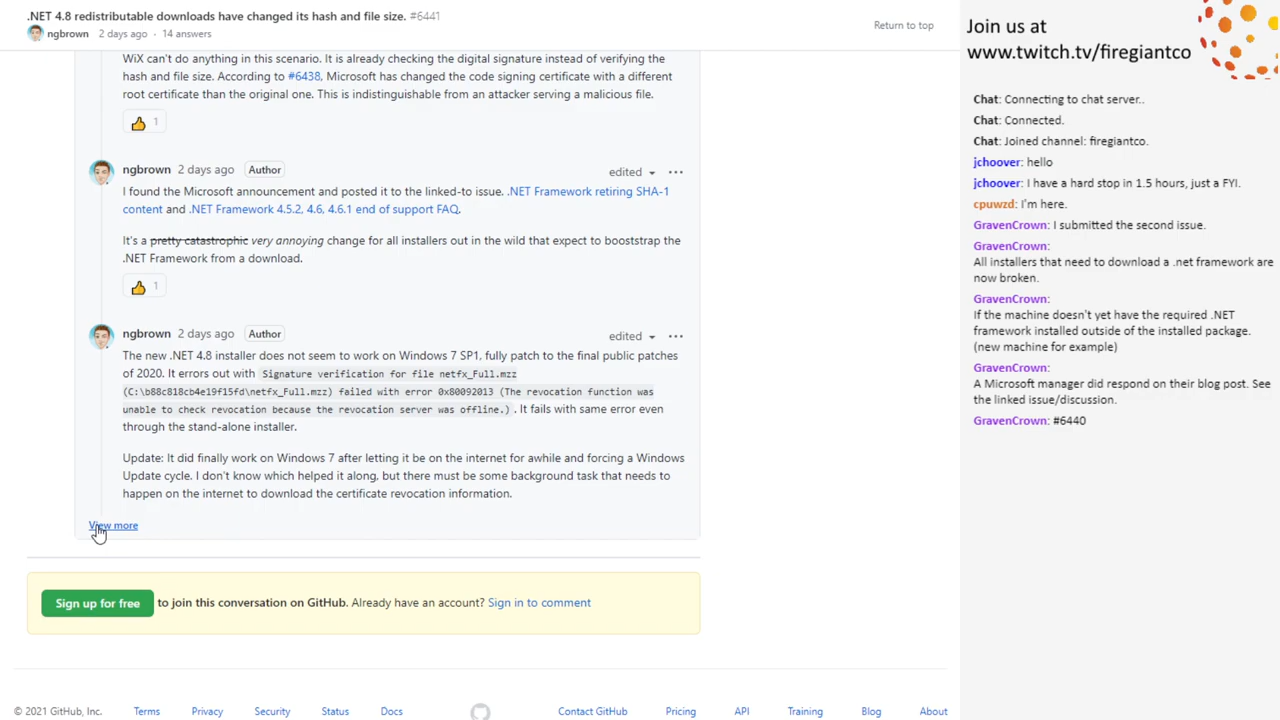 .NET 4.8 redistributable downloads have changed its hash and file size. #6441
ngbrown 2 days ago · 14 answers
Return to top
WiX can't do anything in this scenario. It is already checking the digital signature instead of verifying the
hash and file size. According to #6438, Microsoft has changed the code signing certificate with a different
root certificate than the original one. This is indistinguishable from an attacker serving a malicious file.
👍 1
ngbrown 2 days ago Author
edited
I found the Microsoft announcement and posted it to the linked-to issue. .NET Framework retiring SHA-1
content and .NET Framework 4.5.2, 4.6, 4.6.1 end of support FAQ.
It's a pretty catastrophic very annoying change for all installers out in the wild that expect to booststrap the
.NET Framework from a download.
👍 1
ngbrown 2 days ago Author
edited
The new .NET 4.8 installer does not seem to work on Windows 7 SP1, fully patch to the final public patches
of 2020. It errors out with Signature verification for file netfx_Full.mzz
(C:\b88c818cb4e19f15fd\netfx_Full.mzz) failed with error 0x80092013 (The revocation function was
unable to check revocation because the revocation server was offline.) . It fails with same error even
through the stand-alone installer.
Update: It did finally work on Windows 7 after letting it be on the internet for awhile and forcing a Windows
Update cycle. I don't know which helped it along, but there must be some background task that needs to
happen on the internet to download the certificate revocation information.
View more
Sign up for free to join this conversation on GitHub. Already have an account? Sign in to comment
© 2021 GitHub, Inc. Terms Privacy Security Status Docs Contact GitHub Pricing API Training Blog About
Join us at
www.twitch.tv/firegiantco
Chat: Connecting to chat server..
Chat: Connected.
Chat: Joined channel: firegiantco.
jchoover: hello
jchoover: I have a hard stop in 1.5 hours, just a FYI.
cpuwzd: I'm here.
GravenCrown: I submitted the second issue.
GravenCrown:
All installers that need to download a .net framework are
now broken.
GravenCrown:
If the machine doesn't yet have the required .NET
framework installed outside of the installed package.
(new machine for example)
GravenCrown:
A Microsoft manager did respond on their blog post. See
the linked issue/discussion.
GravenCrown: #6440